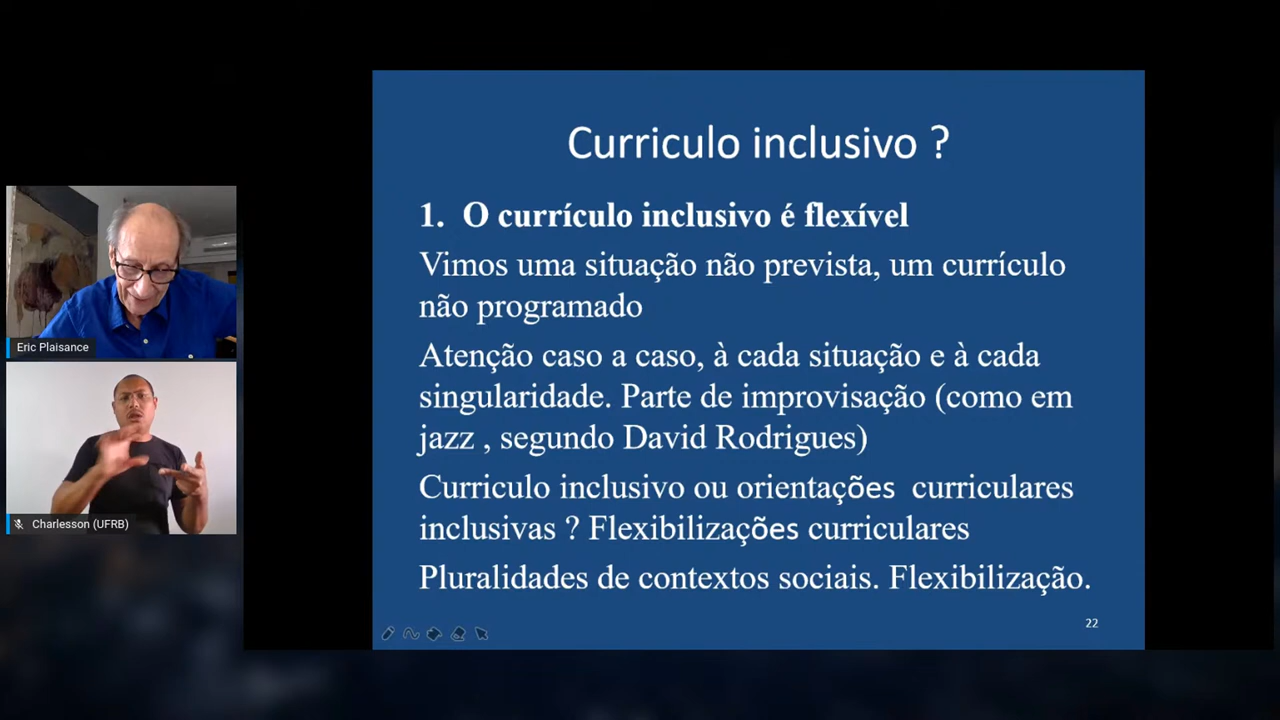 Curriculo inclusivo ?
1. O currículo inclusivo é flexível
Vimos uma situação não prevista, um currículo
não programado
Atenção caso a caso, à cada situação e à cada
singularidade. Parte de improvisação (como em
jazz , segundo David Rodrigues)
Curriculo inclusivo ou orientações curriculares
inclusivas ? Flexibilizações curriculares
Pluralidades de contextos sociais. Flexibilização.
22
Eric Plaisance
Charlesson (UFRB)